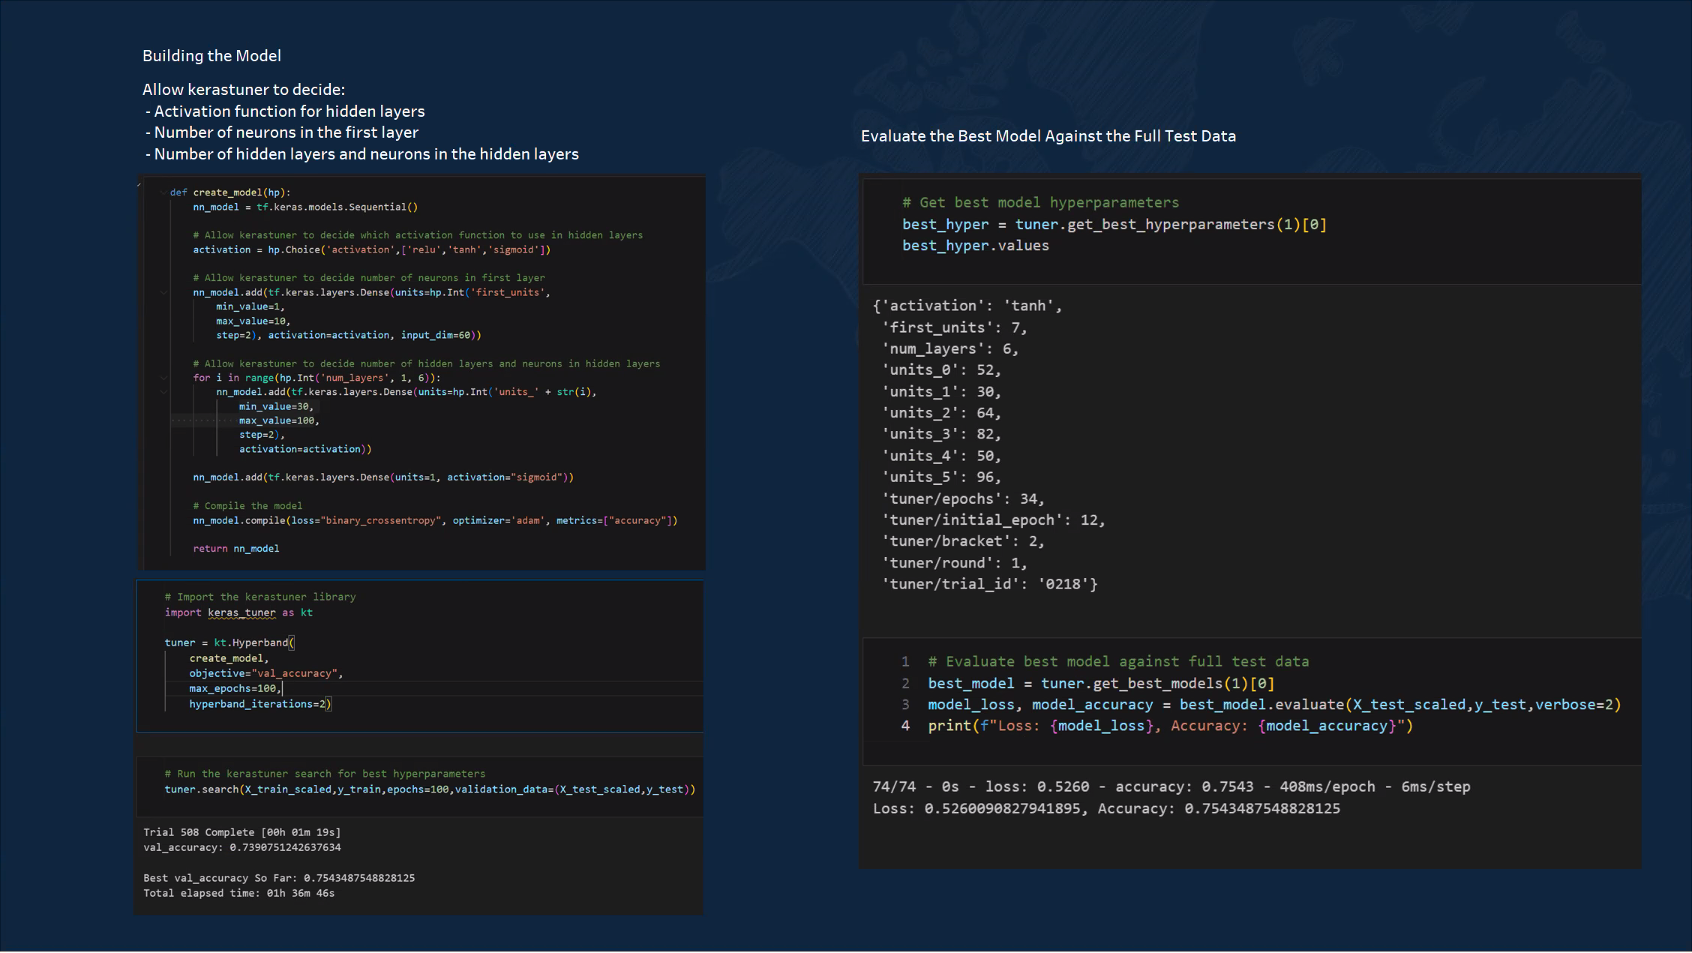 Building the Model
Allow kerastuner to decide:
- Activation function for hidden layers
- Number of neurons in the first layer
- Number of hidden layers and neurons in the hidden layers
def create_model(hp):
nn_model = tf.keras.models.Sequential()
# Allow kerastuner to decide which activation function to use in hidden layers
activation = hp.Choice('activation',['relu','tanh','sigmoid'])
# Allow kerastuner to decide number of neurons in first layer
nn_model.add(tf.keras.layers.Dense(units=hp.Int('first_units',
min_value=1,
max_value=10,
step=2), activation=activation, input_dim=60))
# Allow kerastuner to decide number of hidden layers and neurons in hidden layers
for i in range(hp.Int('num_layers', 1, 6)):
nn_model.add(tf.keras.layers.Dense(units=hp.Int('units_' + str(i),
min_value=30,
max_value=100,
step=2),
activation=activation))
nn_model.add(tf.keras.layers.Dense(units=1, activation="sigmoid"))
# Compile the model
nn_model.compile(loss="binary_crossentropy", optimizer='adam', metrics=["accuracy"])
return nn_model
# Import the kerastuner library
import keras_tuner as kt
tuner = kt.Hyperband(
create_model,
objective="val_accuracy",
max_epochs=100,
hyperband_iterations=2)
# Run the kerastuner search for best hyperparameters
tuner.search(X_train_scaled,y_train,epochs=100,validation_data=(X_test_scaled,y_test))
Trial 508 Complete [00h 01m 19s]
val_accuracy: 0.7390751242637634
Best val_accuracy So Far: 0.7543487548828125
Total elapsed time: 01h 36m 46s
Evaluate the Best Model Against the Full Test Data
# Get best model hyperparameters
best_hyper = tuner.get_best_hyperparameters(1)[0]
best_hyper.values
{'activation': 'tanh',
'first_units': 7,
'num_layers': 6,
'units_0': 52,
'units_1': 30,
'units_2': 64,
'units_3': 82,
'units_4': 50,
'units_5': 96,
'tuner/epochs': 34,
'tuner/initial_epoch': 12,
'tuner/bracket': 2,
'tuner/round': 1,
'tuner/trial_id': '0218'}
1 # Evaluate best model against full test data
2 best_model = tuner.get_best_models(1)[0]
3 model_loss, model_accuracy = best_model.evaluate(X_test_scaled,y_test,verbose=2)
4 print(f"Loss: {model_loss}, Accuracy: {model_accuracy}")
74/74 - 0s - loss: 0.5260 - accuracy: 0.7543 - 408ms/epoch - 6ms/step
Loss: 0.5260090827941895, Accuracy: 0.7543487548828125